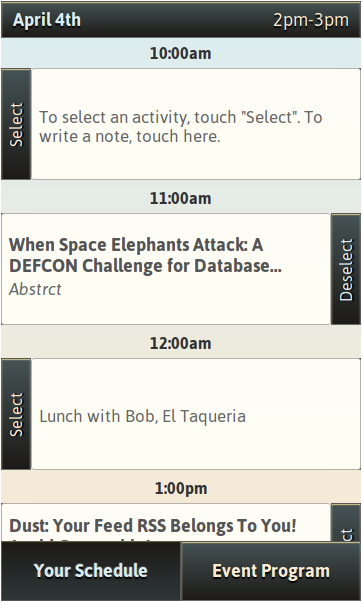 April 4th 2pm-3pm
10:00am
Select
To select an activity, touch "Select". To
write a note, touch here.
11:00am
When Space Elephants Attack: A
DEFCON Challenge for Database...
Abstrct
Deselect
12:00am
Select
Lunch with Bob, El Taqueria
1:00pm
Dust: Your Feed RSS Belongs To You!
Your Schedule Event Program